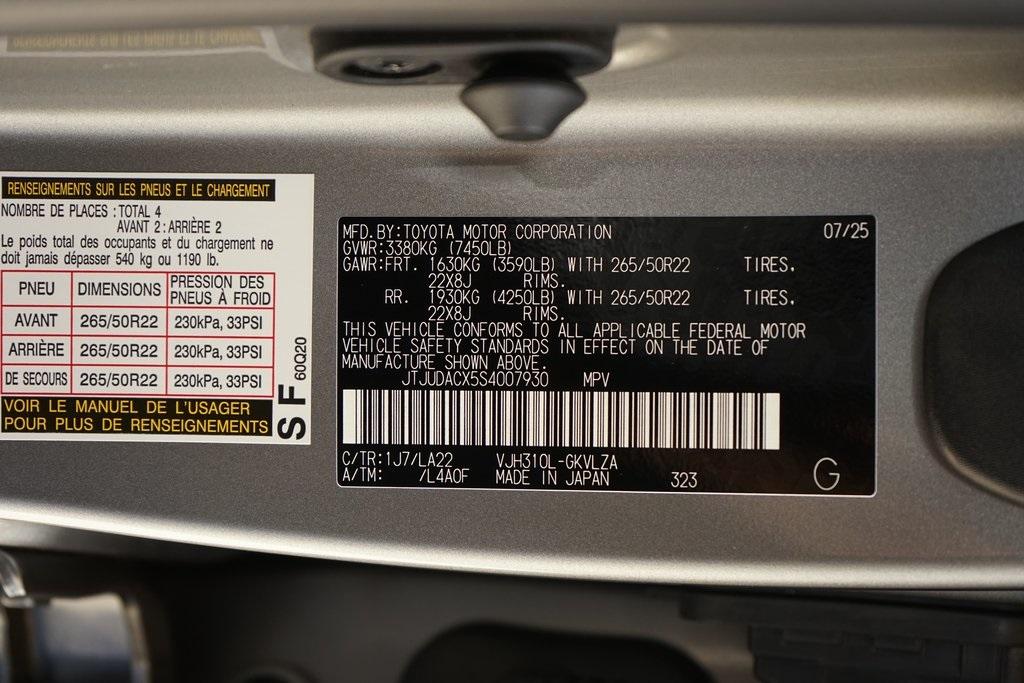 RENSEIGNEMENTS SUR LES PNEUS ET LE CHARGEMENT
NOMBRE DE PLACES : TOTAL 4
AVANT 2 : ARRIÈRE 2
Le poids total des occupants et du chargement ne
doit jamais dépasser 540 kg ou 1190 lb.
PNEU DIMENSIONS PRESSION DES PNEUS À FROID
AVANT 265/50R22 230kPa, 33PSI
ARRIÈRE 265/50R22 230kPa, 33PSI
DE SECOURS 265/50R22 230kPa, 33PSI
VOIR LE MANUEL DE L'USAGER
POUR PLUS DE RENSEIGNEMENTS
SF 60Q20
MFD.BY:TOYOTA MOTOR CORPORATION 07/25
GVWR:3380KG (7450LB)
GAWR:FRT. 1630KG (3590LB) WITH 265/50R22 TIRES,
22X8J RIMS.
RR. 1930KG (4250LB) WITH 265/50R22 TIRES,
22X8J RIMS.
THIS VEHICLE CONFORMS TO ALL APPLICABLE FEDERAL MOTOR
VEHICLE SAFETY STANDARDS IN EFFECT ON THE DATE OF
MANUFACTURE SHOWN ABOVE.
JTJUDACX5S4007930 MPV
C/TR:1J7/LA22 VJH310L-GKVLZA
A/TM: /L4A0F MADE IN JAPAN 323 G